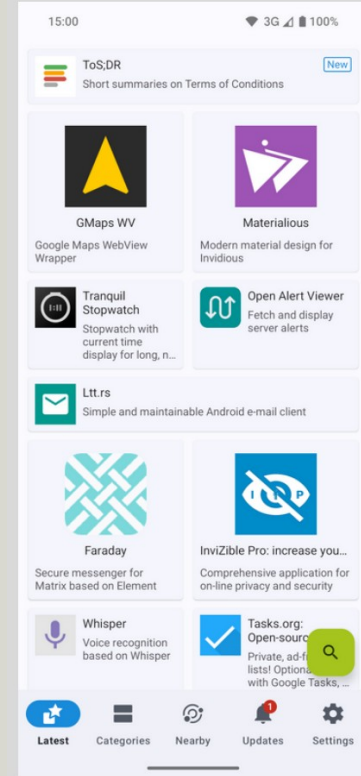 15:00
3G 100%
ToS;DR
New
Short summaries on Terms of Conditions
GMaps WV
Google Maps WebView
Wrapper
Materialious
Modern material design for
Invidious
Tranquil
Stopwatch
Stopwatch with
current time
display for long, n...
Open Alert Viewer
Fetch and display
server alerts
Ltt.rs
Simple and maintainable Android e-mail client
Faraday
Secure messenger for
Matrix based on Element
I P
InviZible Pro: increase you...
Comprehensive application for
on-line privacy and security
Whisper
Voice recognition
based on Whisper
Tasks.org:
Open-sourc
Private, ad-f
lists! Optiona
with Google Tasks, ...
1
Latest
Categories
Nearby
Updates
Settings